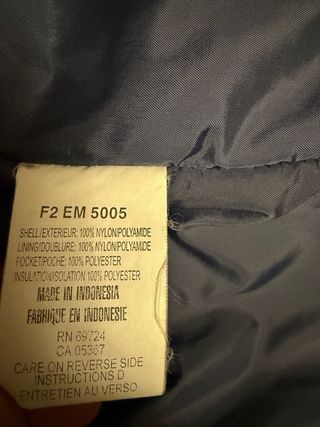 F2 EM 5005
SHELL/EXTERIEUR: 100% NYLON/POLYAMIDE
LINING/DOUBLURE: 100% NYLON/POLYAMIDE
POCKET/POCHE: 100% POLYESTER
INSULATION/ISOLATION 100% POLYESTER
MADE IN INDONESIA
FABRIQUE EN INDONESIE
RN 69724
CA 05367
CARE ON REVERSE SIDE
INSTRUCTIONS D
ENTRETIEN AU VERSO